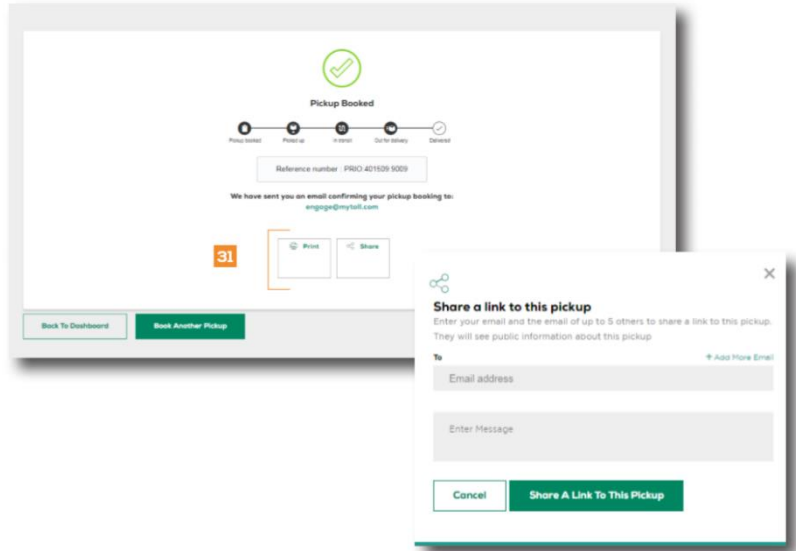 Pickup Booked
Pickup booked Picked up In transit Out for delivery Delivered
Reference number : PRIO:401509:9009
We have sent you an email confirming your pickup booking to:
engage@mytoll.com
31
Print Share
Back To Dashboard Book Another Pickup
Share a link to this pickup
Enter your email and the email of up to 5 others to share a link to this pickup.
They will see public information about this pickup
To + Add More Email
Email address
Enter Message
Cancel Share A Link To This Pickup